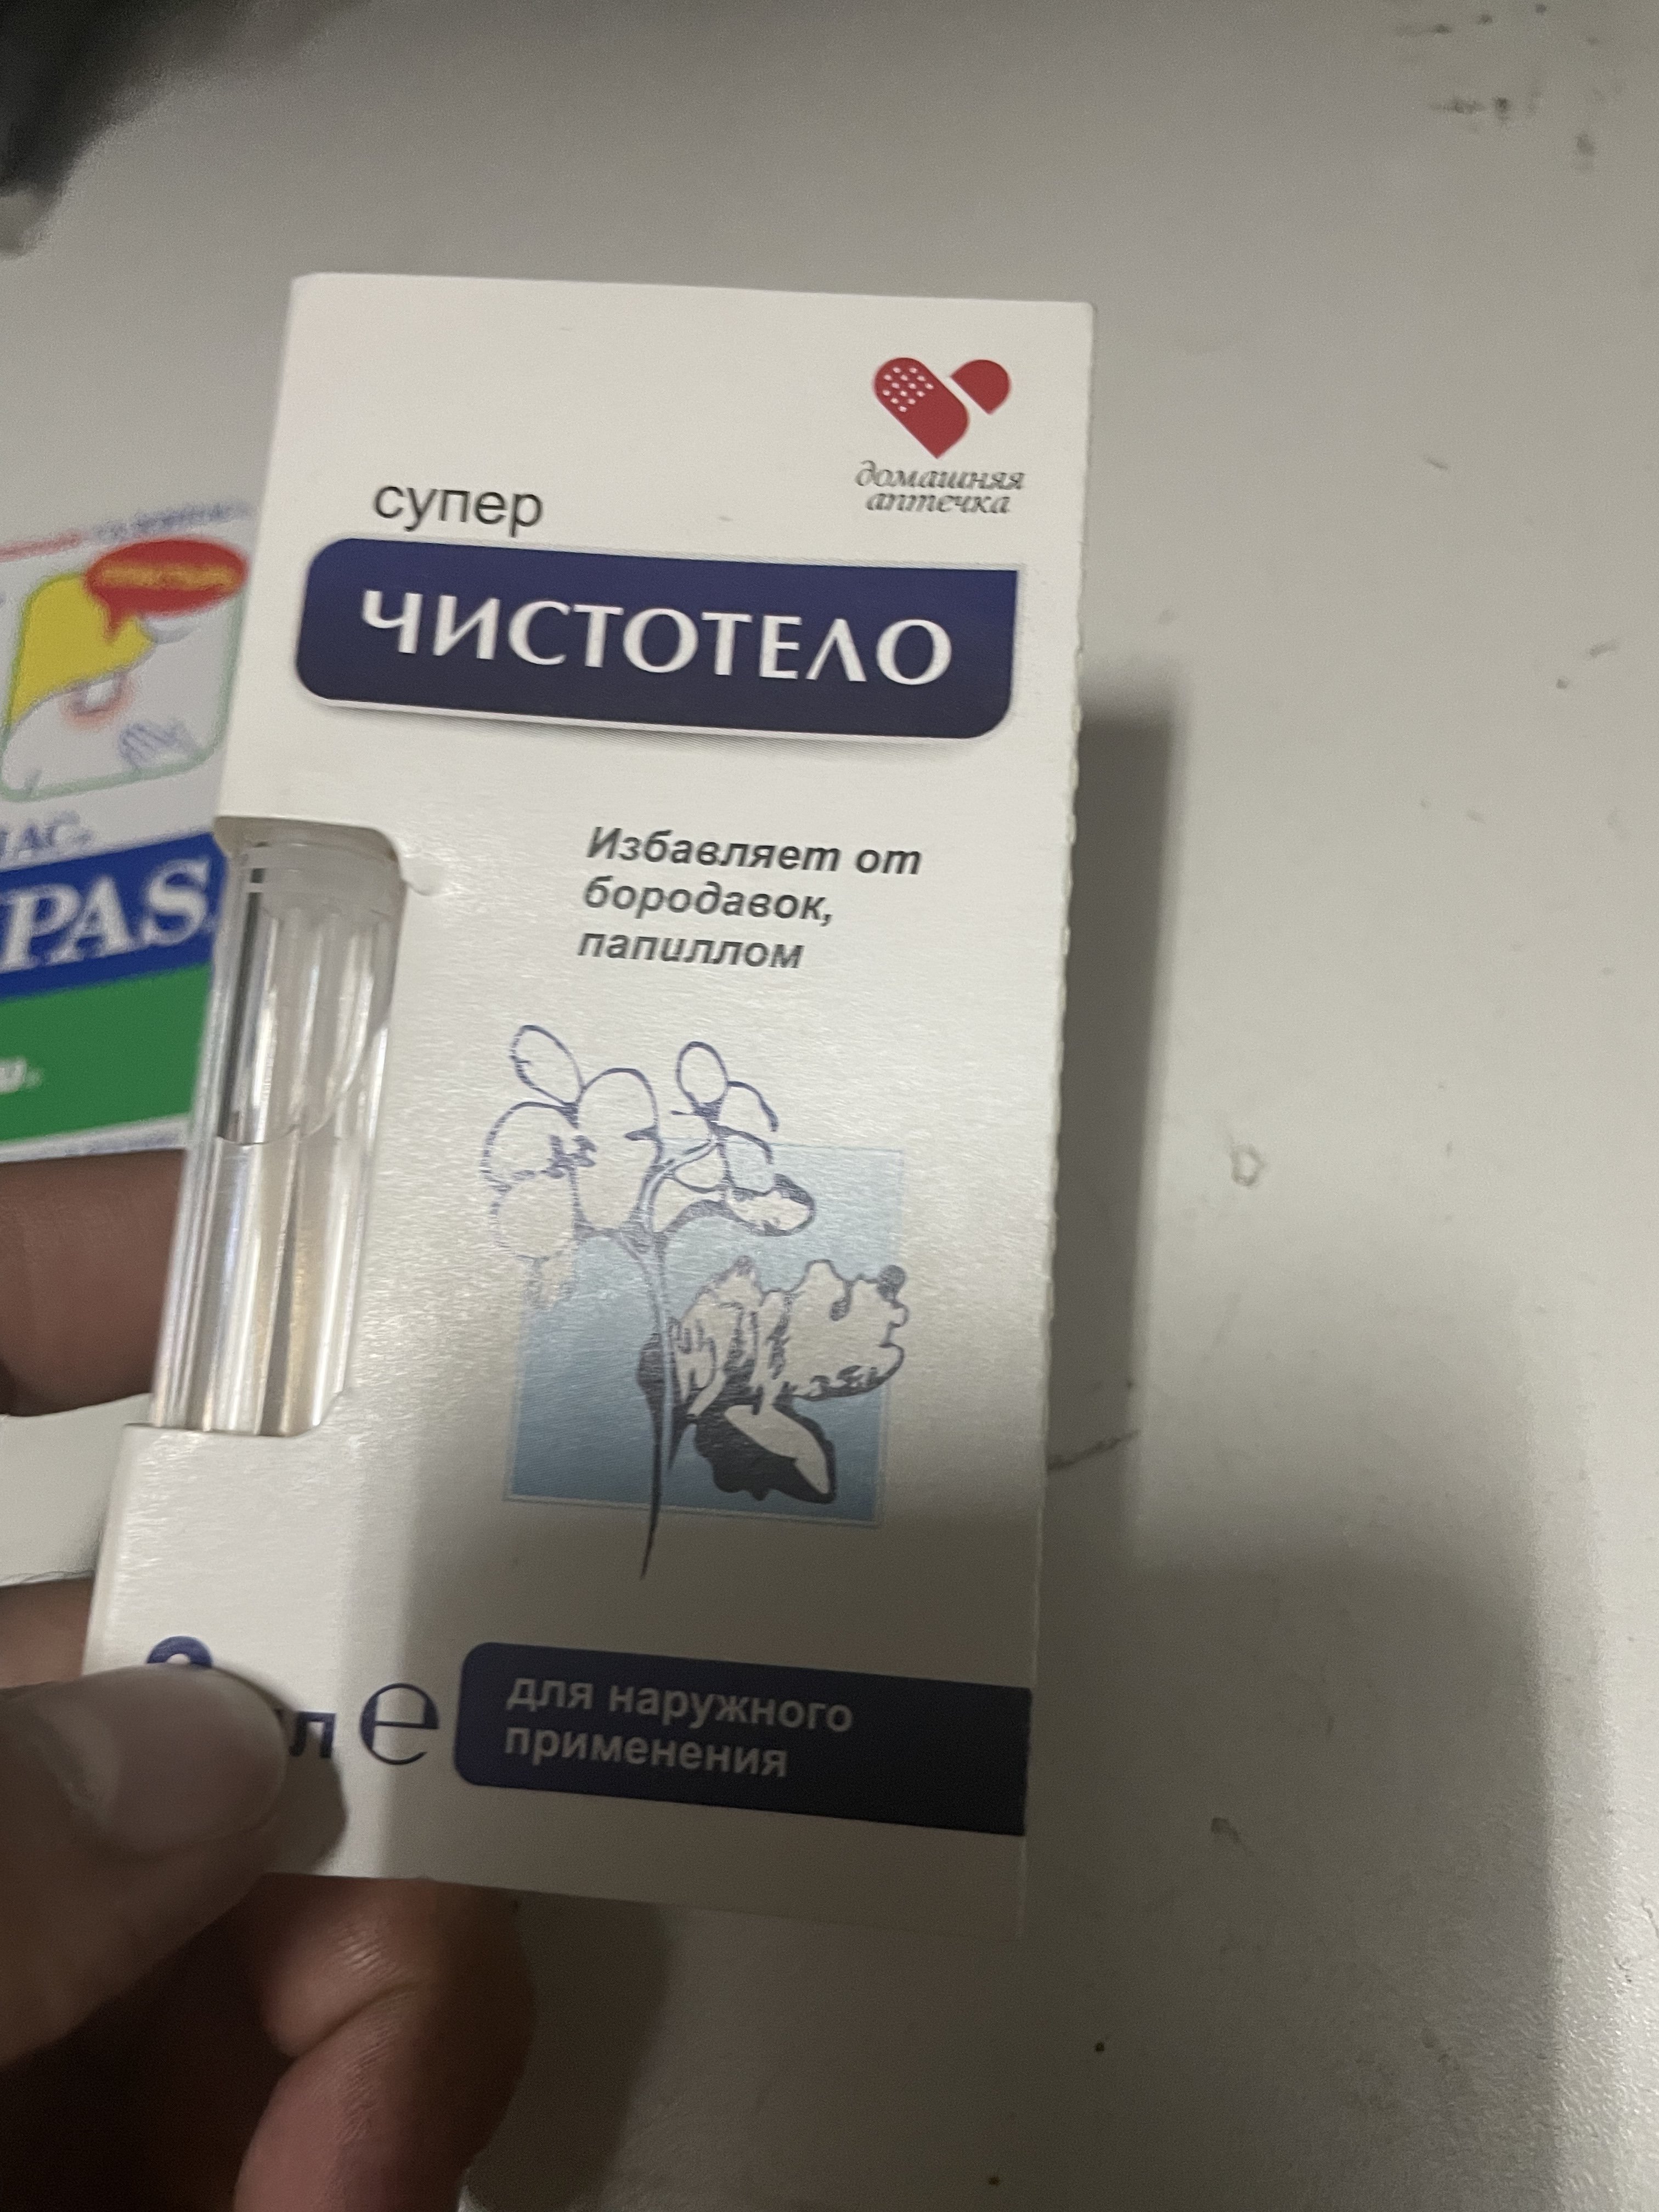 домашняя
аптечка
супер
ЧИСТОТЕЛО
Избавляет от
бородавок,
папиллом
е
для наружного
применения
PAS